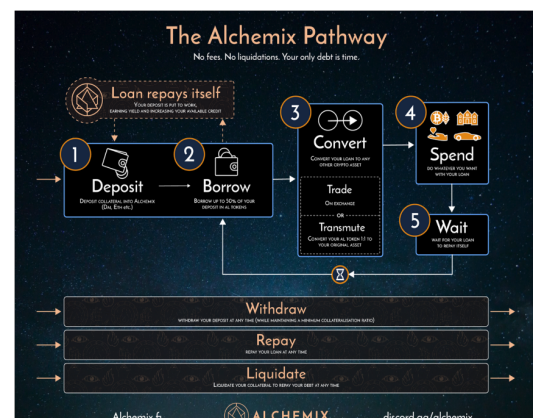 The Alchemix Pathway
No fees. No liquidations. Your only debt is time.
Loan repays itself
Your deposit is put to work,
earning yield and increasing your available credit
1
Deposit
Deposit collateral into Alchemix
(Dai, Eth etc.)
2
Borrow
Borrow up to 50% of your
deposit in al tokens
3
Convert
Convert your loan to any
other crypto asset
Trade
On exchange
or
Transmute
Convert your al token 1:1 to
your original asset
4
Spend
Do whatever you want
with your loan
5
Wait
Wait for your loan
to repay itself
Withdraw
Withdraw your deposit at any time (while maintaining a minimum collateralisation ratio)
Repay
Repay your loan at any time
Liquidate
Liquidate your collateral to repay your debt at any time
Alchemix.fi
ALCHEMIX
discord.gg/alchemix